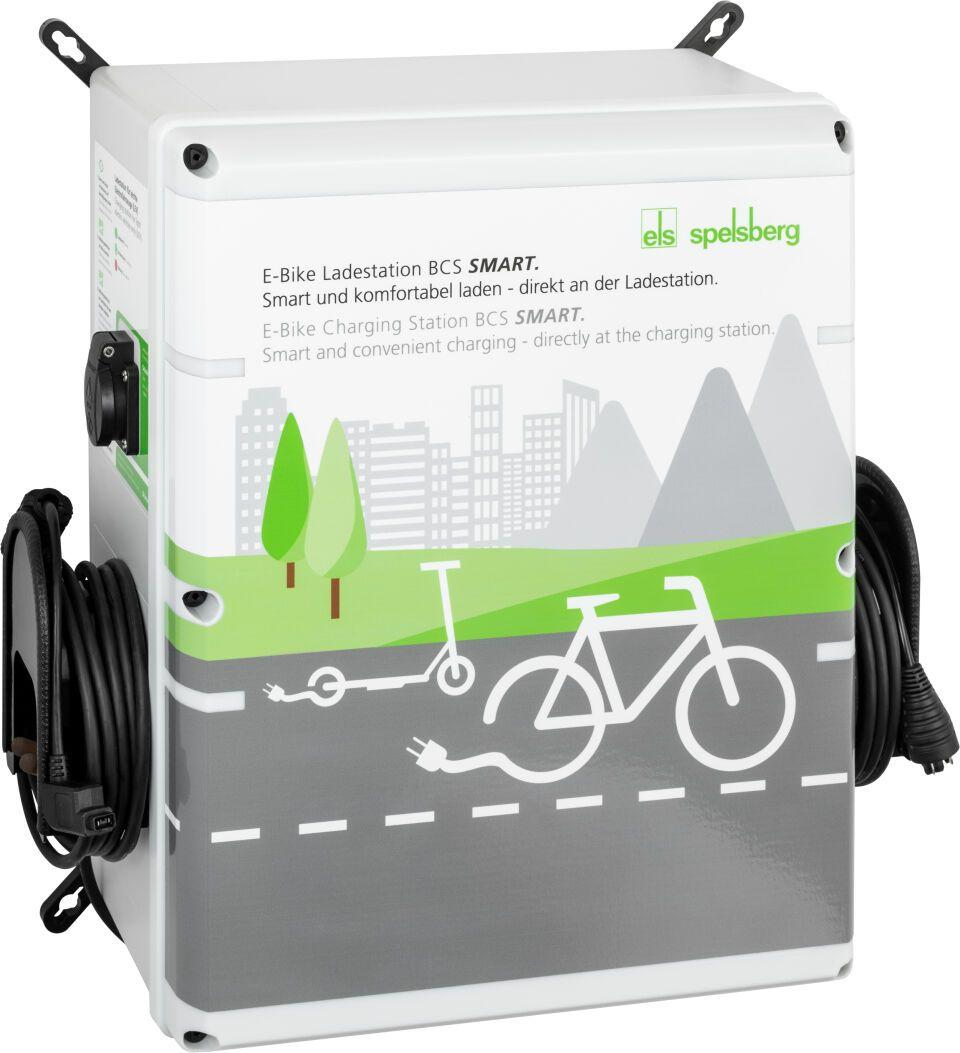 els spelsberg
E-Bike Ladestation BCS SMART.
Smart und komfortabel laden - direkt an der Ladestation.
E-Bike Charging Station BCS SMART.
Smart and convenient charging - directly at the charging station.